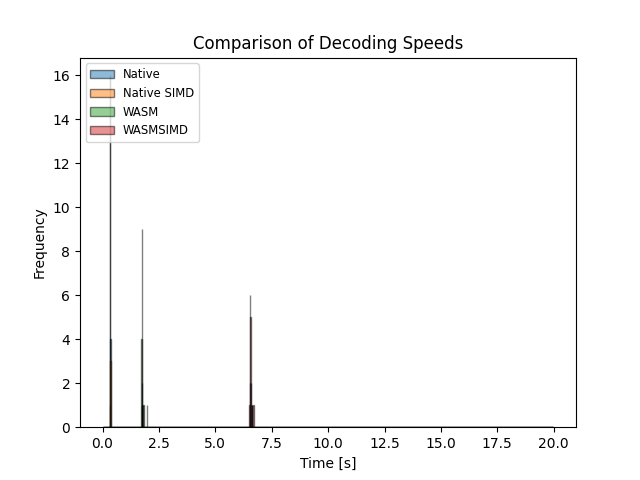 Comparison of Decoding Speeds
Native
Native SIMD
WASM
WASMSIMD
Frequency
16
14
12
10
8
6
4
2
0
0.0 2.5 5.0 7.5 10.0 12.5 15.0 17.5 20.0
Time [s]